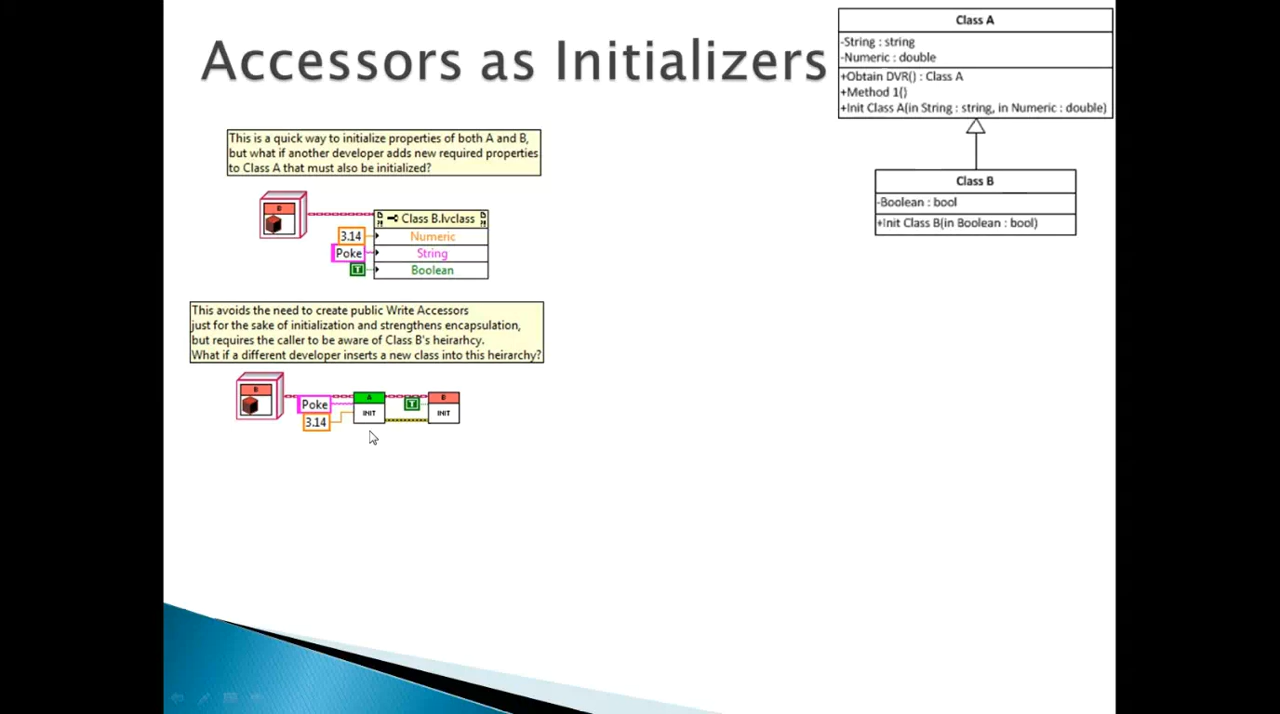 Accessors as Initializers
Class A
-String : string
-Numeric : double
+Obtain DVR() : Class A
+Method 1()
+Init Class A(in String : string, in Numeric : double)
Class B
-Boolean : bool
+Init Class B(in Boolean : bool)
This is a quick way to initialize properties of both A and B,
but what if another developer adds new required properties
to Class A that must also be initialized?
B
Class B.lvclass
3.14
Numeric
Poke
String
T
Boolean
This avoids the need to create public Write Accessors
just for the sake of initialization and strengthens encapsulation,
but requires the caller to be aware of Class B's heirarhcy.
What if a different developer inserts a new class into this heirarchy?
B
Poke
3.14
A
INIT
T
B
INIT